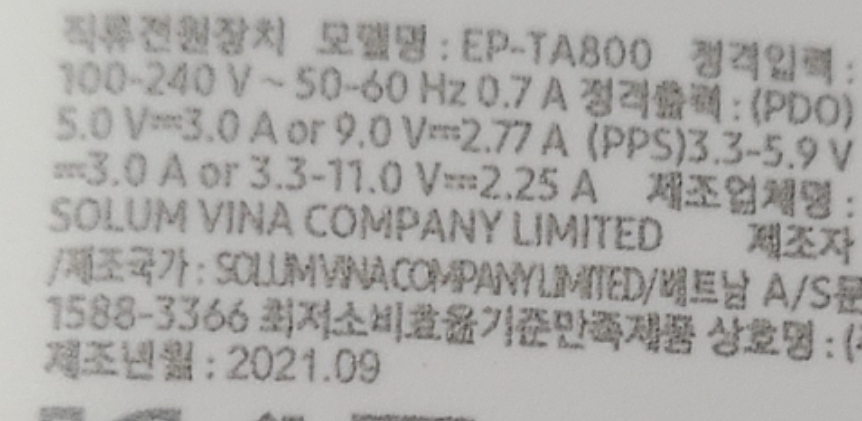 직류전원장치 모델명 : EP-TA800 정격입력 :
100-240 V ~ 50-60 Hz 0.7 A 정격출력 : (PDO)
5.0 V⎓3.0 A or 9.0 V⎓2.77 A (PPS)3.3-5.9 V
⎓3.0 A or 3.3-11.0 V⎓2.25 A 제조업체명 :
SOLUM VINA COMPANY LIMITED 제조자
/제조국가 : SOLUM VINA COMPANY LIMITED/베트남 A/S문
1588-3366 최저소비효율기준만족제품 상호명 : (
제조년월 : 2021.09